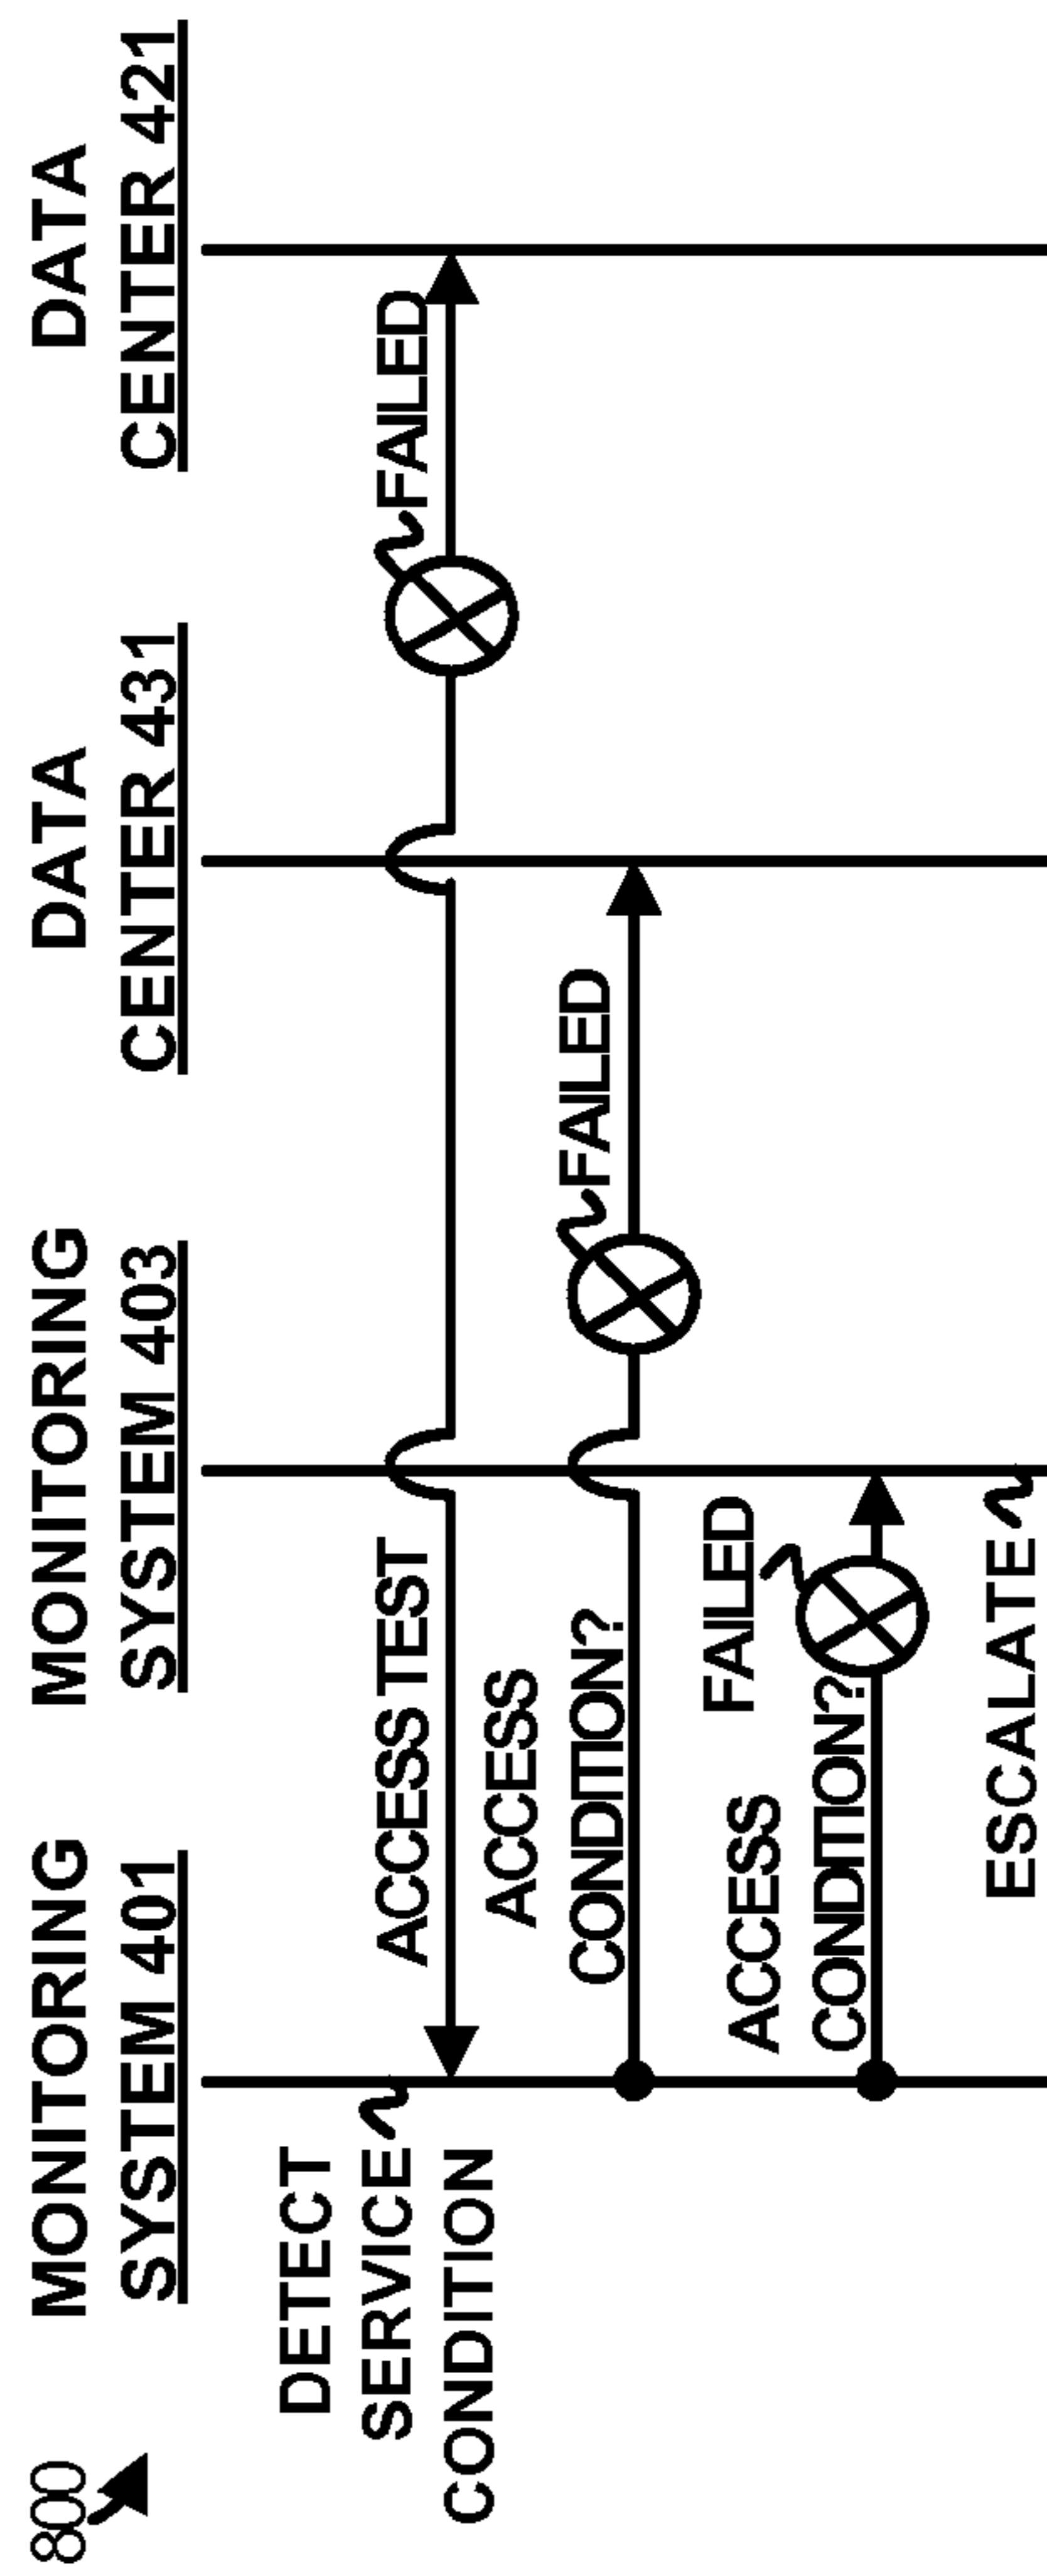 800
MONITORING
SYSTEM 401
MONITORING
SYSTEM 403
DATA
CENTER 431
DATA
CENTER 421
DETECT
SERVICE
CONDITION
ACCESS TEST
FAILED
ACCESS
CONDITION?
FAILED
ACCESS
CONDITION?
FAILED
ESCALATE